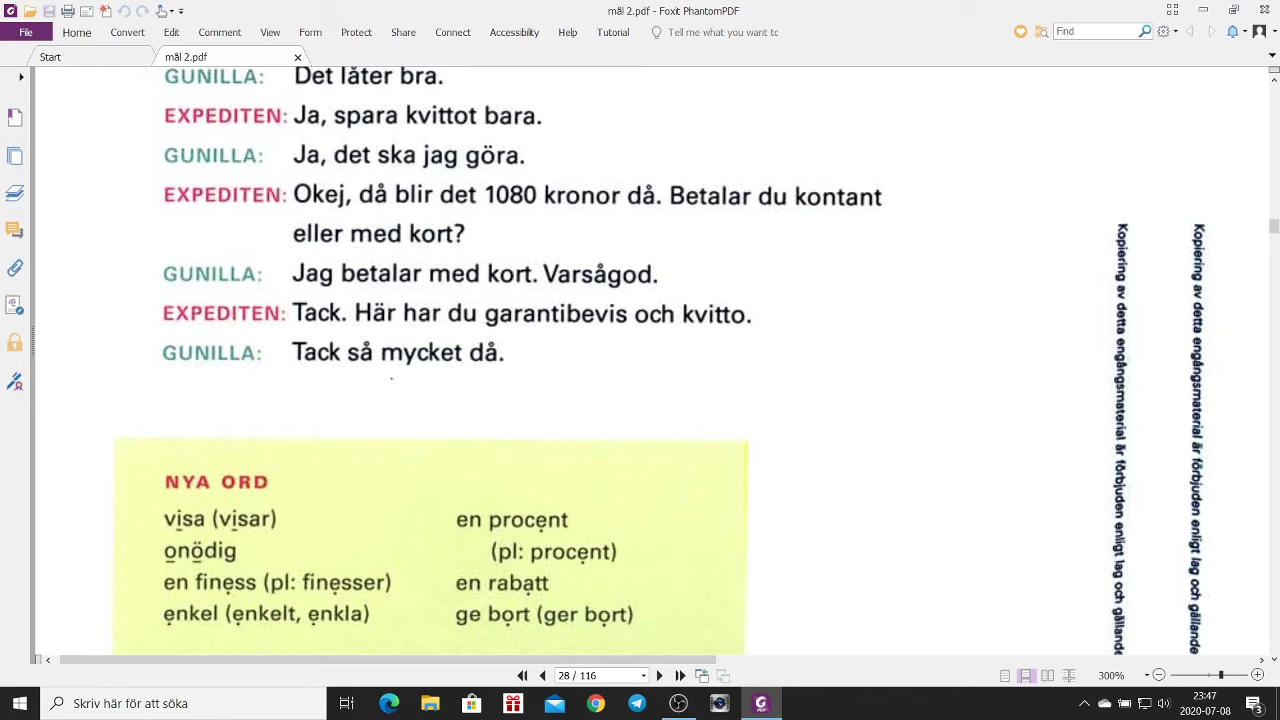 mål 2.pdf - Foxit PhantomPDF
File Home Convert Edit Comment View Form Protect Share Connect Accessibility Help Tutorial Tell me what you want to Find
Start mål 2.pdf
GUNILLA: Det låter bra.
EXPEDITEN: Ja, spara kvittot bara.
GUNILLA: Ja, det ska jag göra.
EXPEDITEN: Okej, då blir det 1080 kronor då. Betalar du kontant
eller med kort?
GUNILLA: Jag betalar med kort. Varsågod.
EXPEDITEN: Tack. Här har du garantibevis och kvitto.
GUNILLA: Tack så mycket då.
NYA ORD
visa (visar)
onödig
en finess (pl: finesser)
enkel (enkelt, enkla)
en procent
(pl: procent)
en rabatt
ge bort (ger bort)
Kopiering av detta engångsmaterial är förbjuden enligt lag och gällande
Kopiering av detta engångsmaterial är förbjuden enligt lag och gällande
28 / 116
300%
Skriv här för att söka
23:47
2020-07-08
3